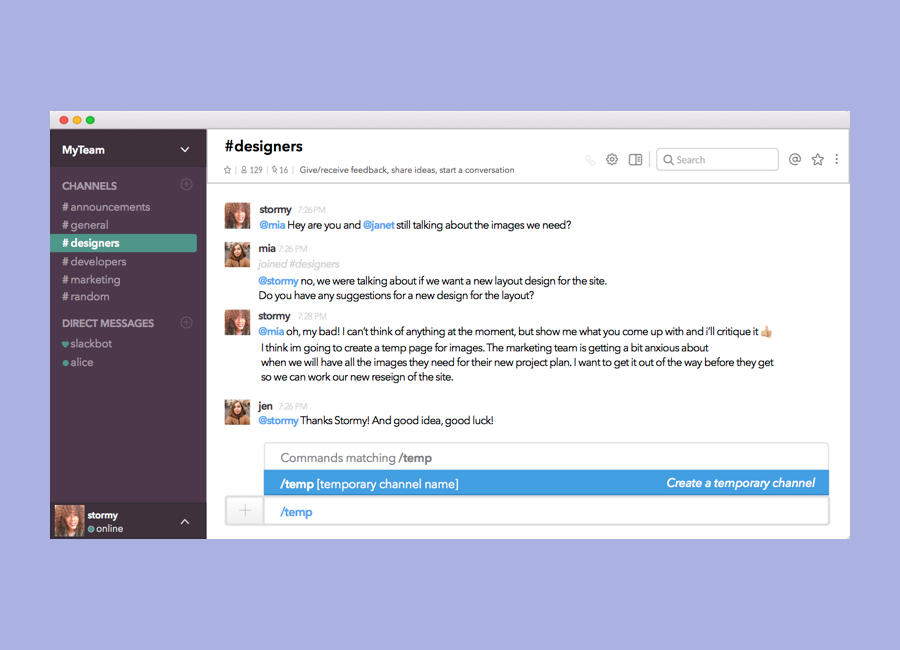 MyTeam
CHANNELS
# announcements
# general
# designers
# developers
# marketing
# random
DIRECT MESSAGES
slackbot
alice
stormy
online
#designers
129 | 16 | Give/receive feedback, share ideas, start a conversation
Search
@
stormy 7:26 PM
@mia Hey are you and @janet still talking about the images we need?
mia 7:26 PM
joined #designers
@stormy no, we were talking about if we want a new layout design for the site.
Do you have any suggestions for a new design for the layout?
stormy 7:28 PM
@mia oh, my bad! I can't think of anything at the moment, but show me what you come up with and i'll critique it 👍🏼
I think im going to create a temp page for images. The marketing team is getting a bit anxious about
when we will have all the images they need for their new project plan. I want to get it out of the way before they get
so we can work our new reseign of the site.
jen 7:26 PM
@stormy Thanks Stormy! And good idea, good luck!
Commands matching /temp
/temp [temporary channel name] Create a temporary channel
/temp